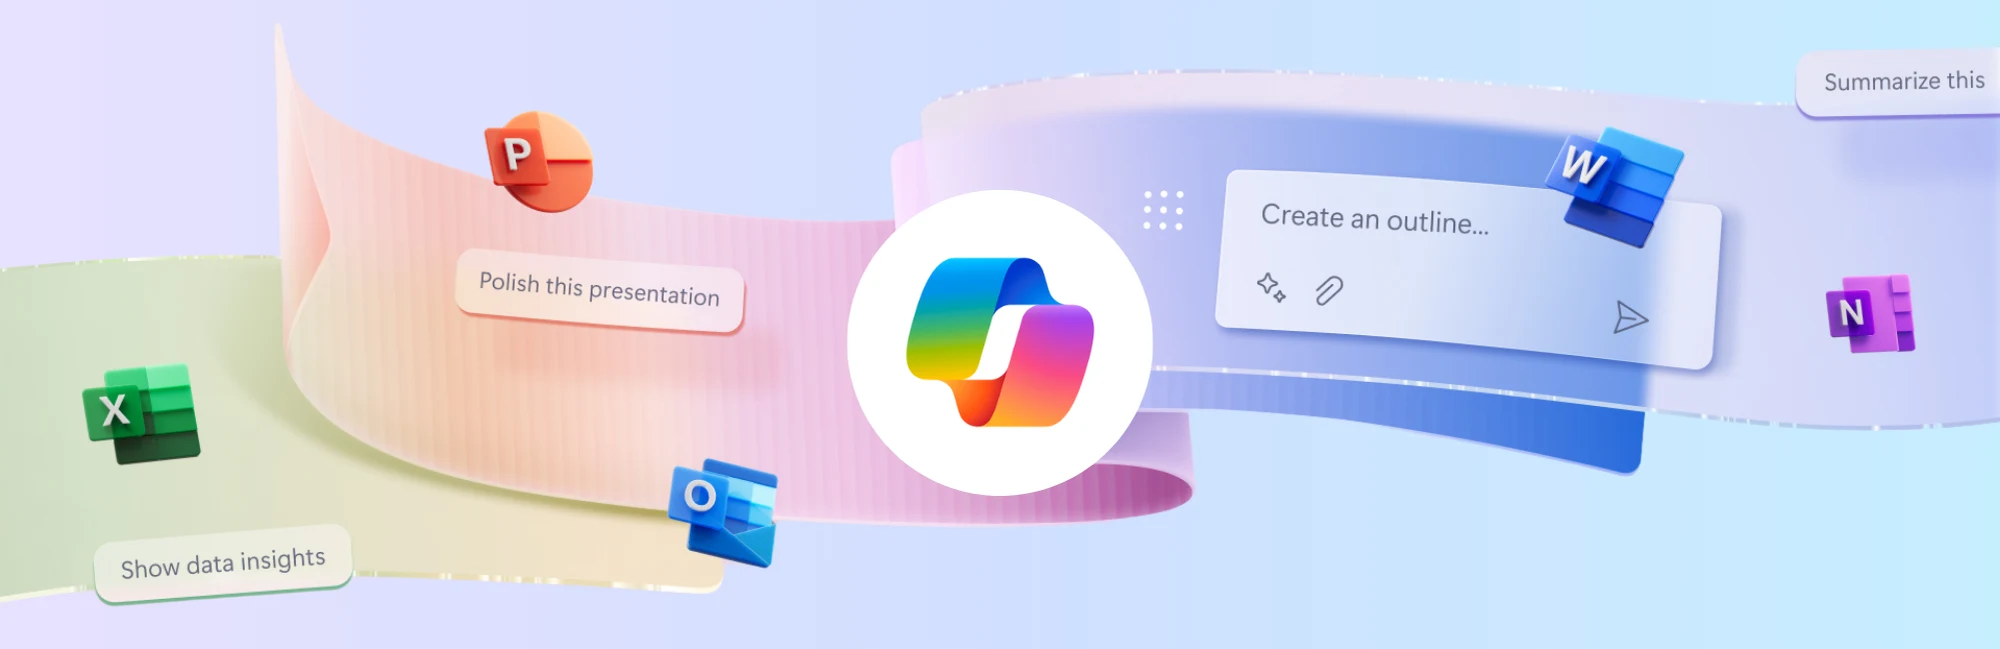 P
Polish this presentation
X
Show data insights
O
Create an outline...
W
Summarize this
N